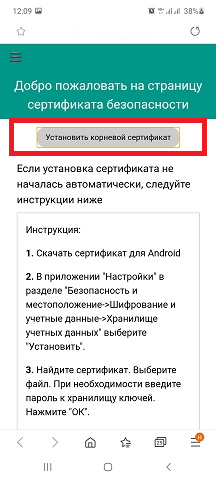 12:09
38%
Добро пожаловать на страницу
сертификата безопасности
Установить корневой сертификат
Если установка сертификата не
началась автоматически, следуйте
инструкции ниже
Инструкция:
1. Скачать сертификат для Android
2. В приложении "Настройки" в
разделе "Безопасность и
местоположение->Шифрование и
учетные данные->Хранилище
учетных данных" выберите
"Установить".
3. Найдите сертификат. Выберите
файл. При необходимости введите
пароль к хранилищу ключей.
Нажмите "ОК".